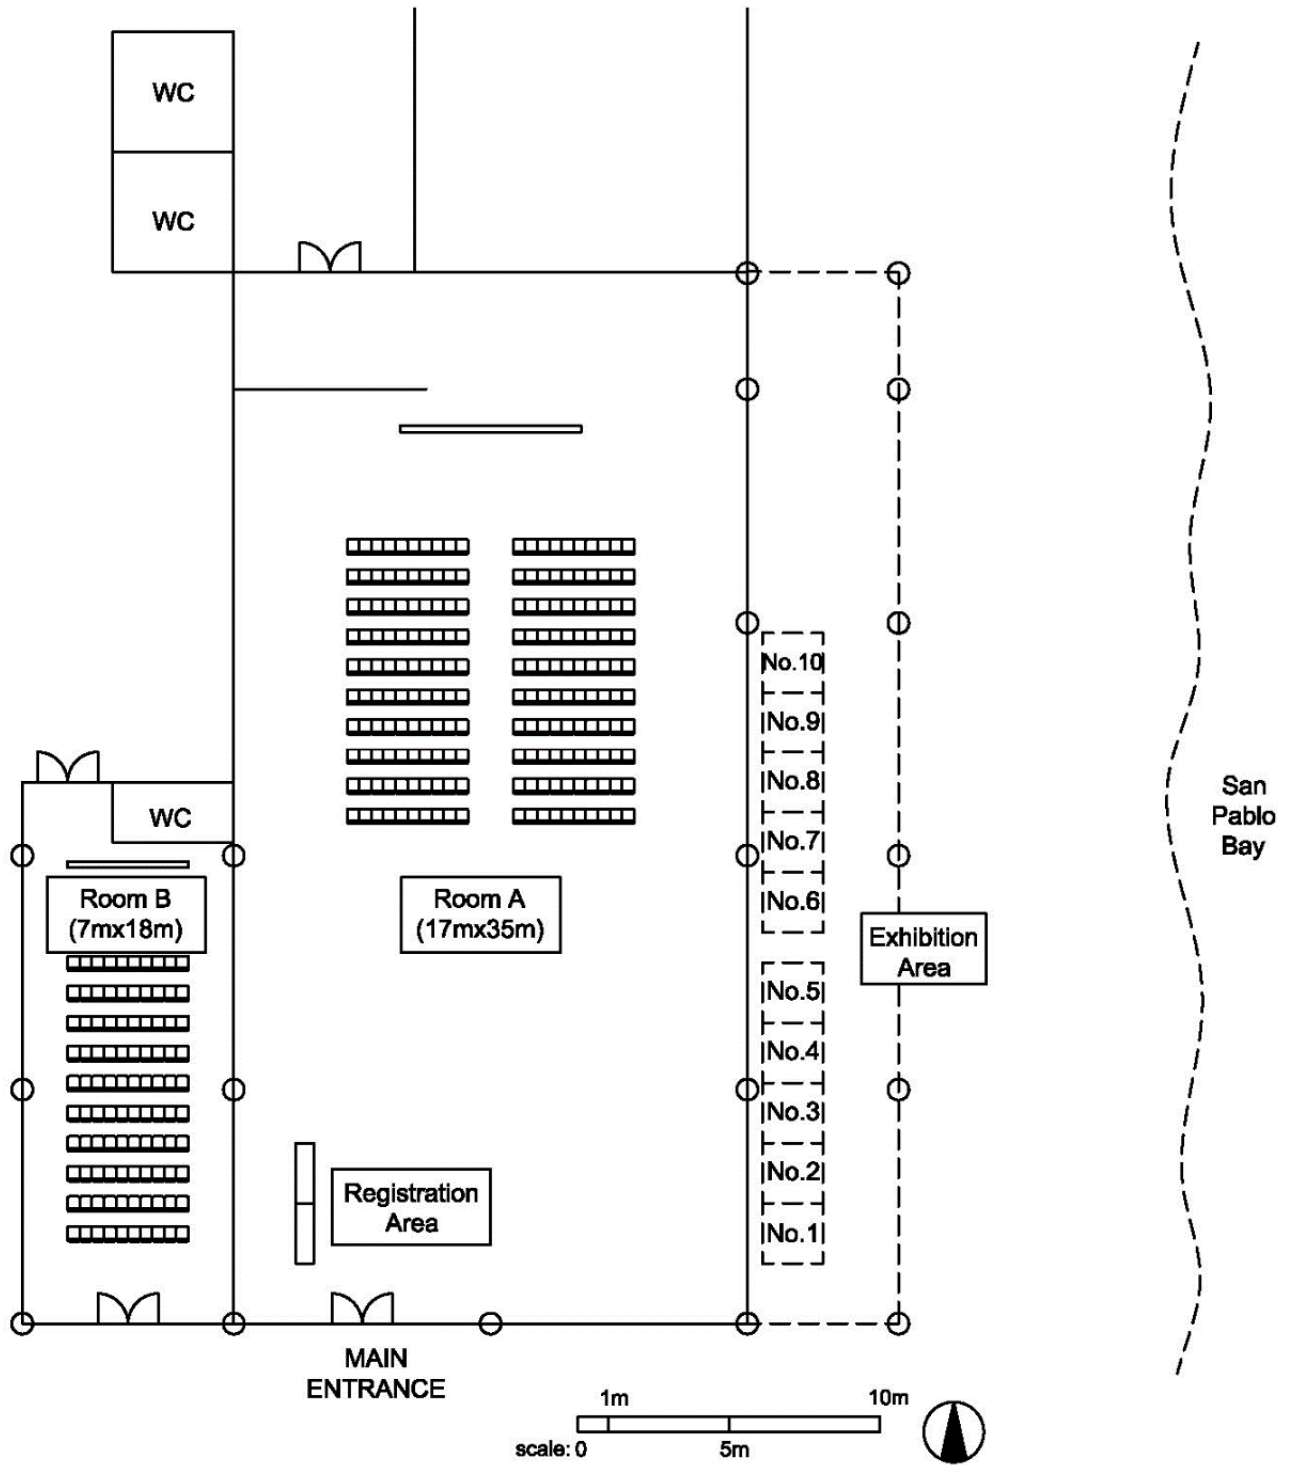 WC
WC
No.10
No.9
No.8
San
Pablo
Bay
WC
No.7
Room B
(7mx18m)
Room A
(17mx35m)
No.6
Exhibition
Area
No.5
No.4
No.3
No.2
Registration
Area
No.1
MAIN
ENTRANCE
1m
10m
scale: 0
5m